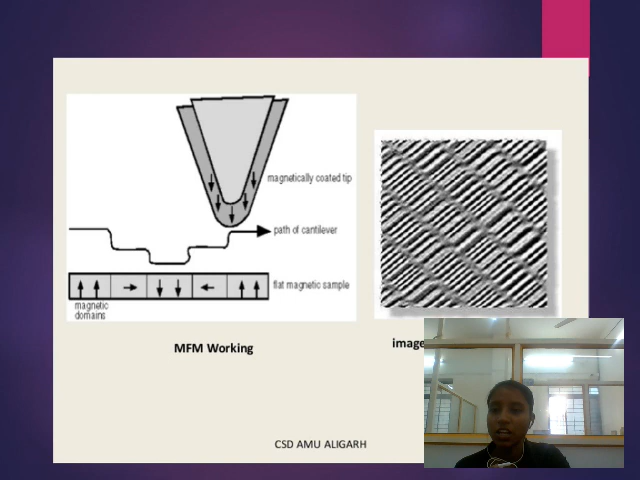 magnetically coated tip
path of cantilever
flat magnetic sample
magnetic
domains
MFM Working
image
CSD AMU ALIGARH